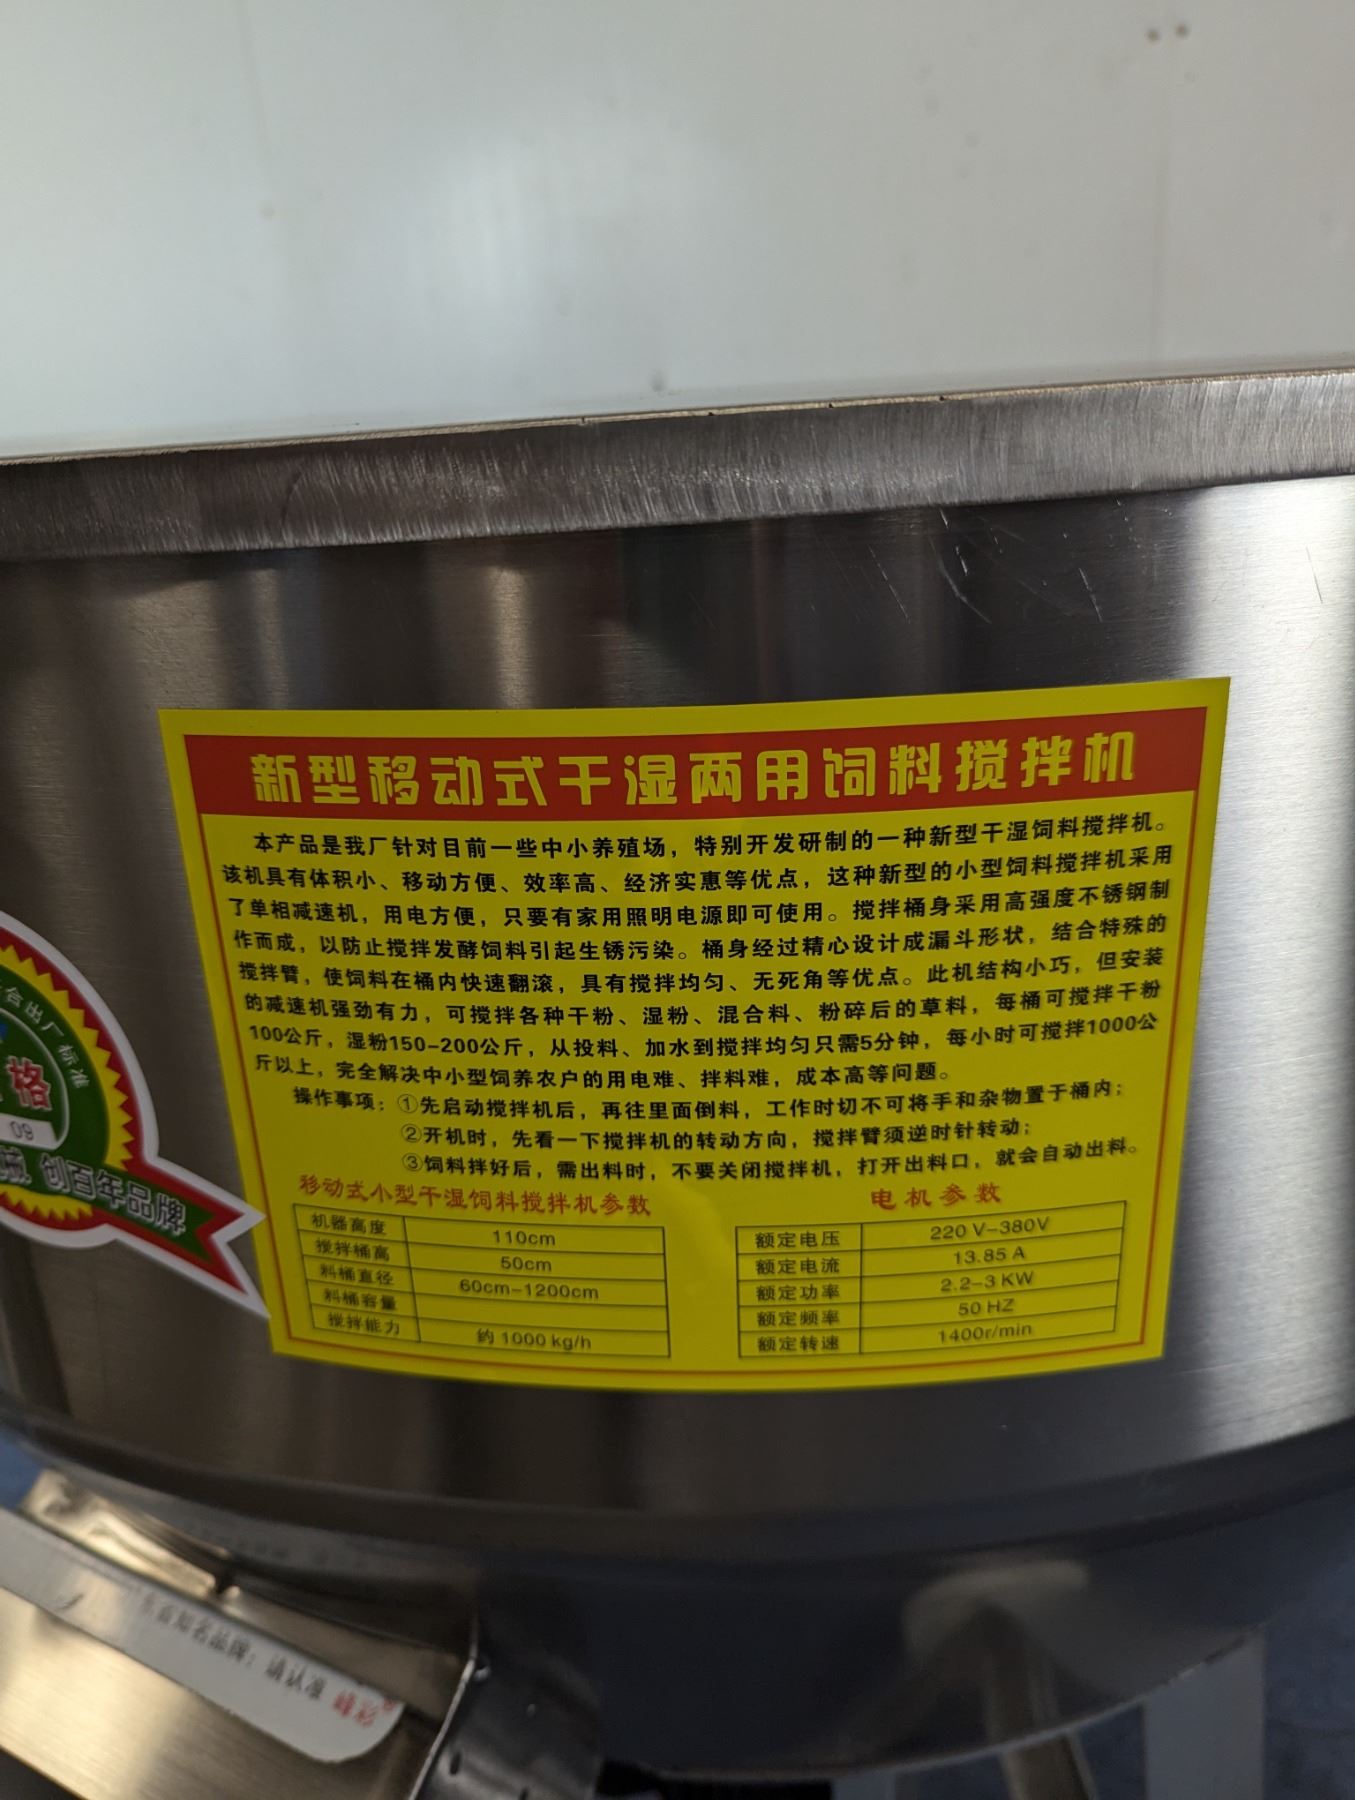 新型移动式干湿两用饲料搅拌机
本产品是我厂针对目前一些中小养殖场，特别开发研制的一种新型干湿饲料搅拌机。
该机具有体积小、移动方便、效率高、经济实惠等优点，这种新型的小型饲料搅拌机采用
了单相减速机，用电方便，只要有家用照明电源即可使用。搅拌桶身采用高强度不锈钢制
作而成，以防止搅拌发酵饲料引起生锈污染。桶身经过精心设计成漏斗形状，结合特殊的
搅拌臂，使饲料在桶内快速翻滚，具有搅拌均匀、无死角等优点。此机结构小巧，但安装
的减速机强劲有力，可搅拌各种干粉、湿粉、混合料、粉碎后的草料，每桶可搅拌干粉
100公斤，湿粉150-200公斤，从投料、加水到搅拌均匀只需5分钟，每小时可搅拌1000公
斤以上，完全解决中小型饲养农户的用电难、拌料难，成本高等问题。
操作事项：①先启动搅拌机后，再往里面倒料，工作时切不可将手和杂物置于桶内；
②开机时，先看一下搅拌机的转动方向，搅拌臂须逆时针转动；
③饲料拌好后，需出料时，不要关闭搅拌机，打开出料口，就会自动出料。
移动式小型干湿饲料搅拌机参数
机器高度 110cm
搅拌桶高 50cm
料桶直径 60cm-1200cm
料桶容量
搅拌能力 约1000kg/h
电机参数
额定电压 220V-380V
额定电流 13.85A
额定功率 2.2-3KW
额定频率 50HZ
额定转速 1400r/min
合出厂标准
格
09
械 创百年品牌